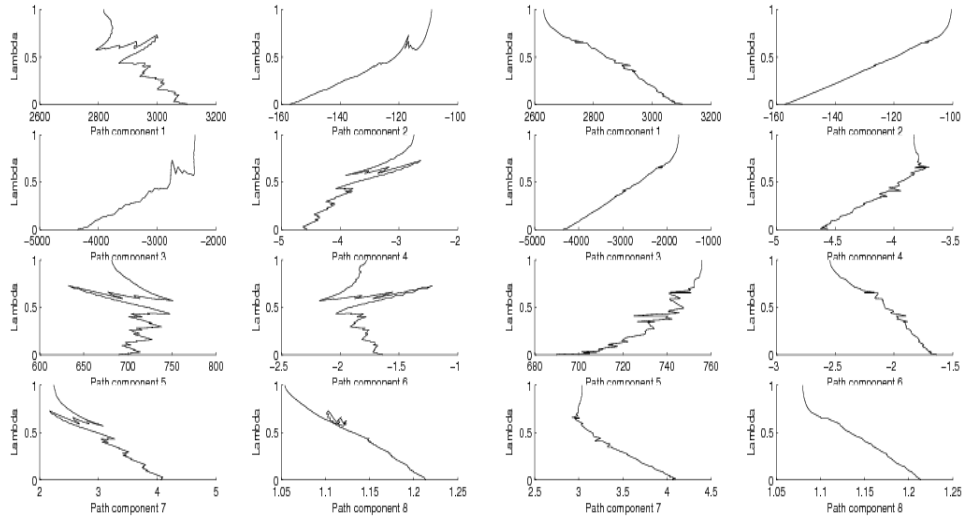 1
0.5
0
Lambda
2600 2800 3000 3200
Path component 1
1
0.5
0
Lambda
−160 −140 −120 −100
Path component 2
1
0.5
0
Lambda
2600 2800 3000 3200
Path component 1
1
0.5
0
Lambda
−160 −140 −120 −100
Path component 2
1
0.5
0
Lambda
−5000 −4000 −3000 −2000
Path component 3
1
0.5
0
Lambda
−5 −4 −3 −2
Path component 4
1
0.5
0
Lambda
−5000 −4000 −3000 −2000 −1000
Path component 3
1
0.5
0
Lambda
−5 −4.5 −4 −3.5
Path component 4
1
0.5
0
Lambda
600 650 700 750 800
Path component 5
1
0.5
0
Lambda
−2.5 −2 −1.5 −1
Path component 6
1
0.5
0
Lambda
700 720 740 760
Path component 5
1
0.5
0
Lambda
−3 −2.5 −2 −1.5
Path component 6
1
0.5
0
Lambda
2 3 4 5
Path component 7
1
0.5
0
Lambda
1.05 1.1 1.15 1.2 1.25
Path component 8
1
0.5
0
Lambda
2.5 3 3.5 4 4.5
Path component 7
1
0.5
0
Lambda
1.05 1.1 1.15 1.2 1.25
Path component 8